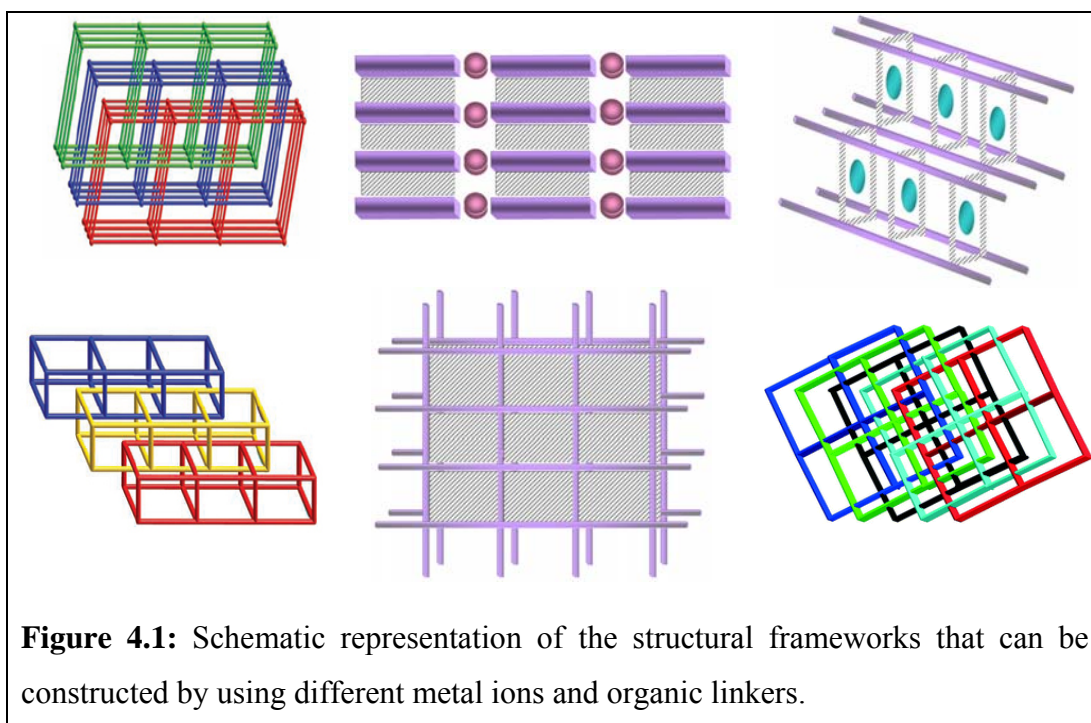 Figure 4.1: Schematic representation of the structural frameworks that can be
constructed by using different metal ions and organic linkers.